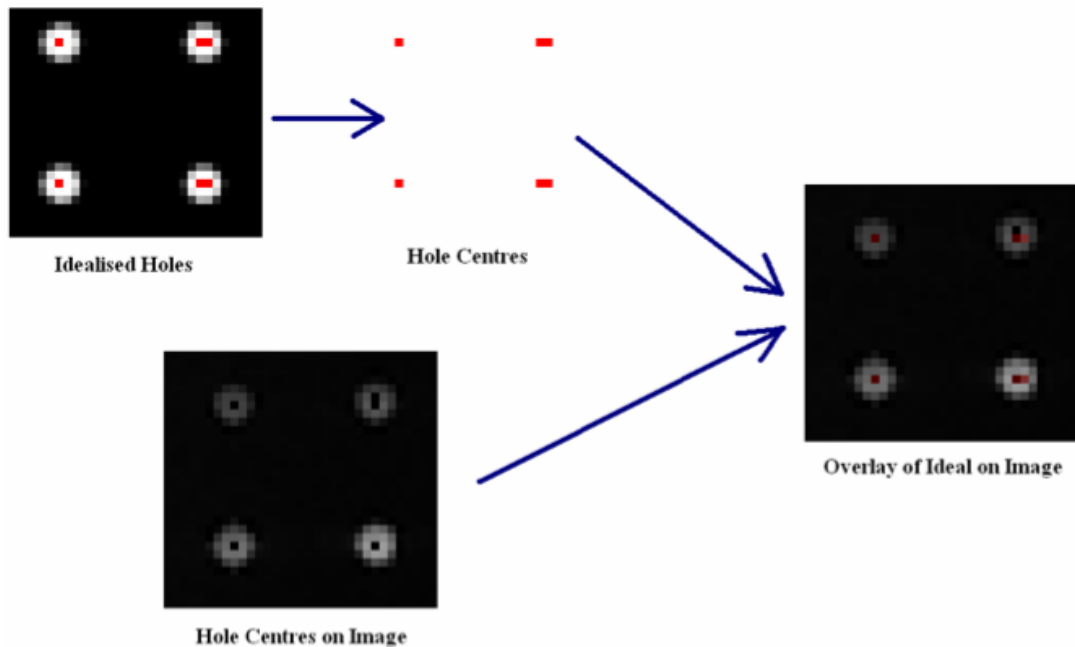 Idealised Holes
Hole Centres
Overlay of Ideal on Image
Hole Centres on Image